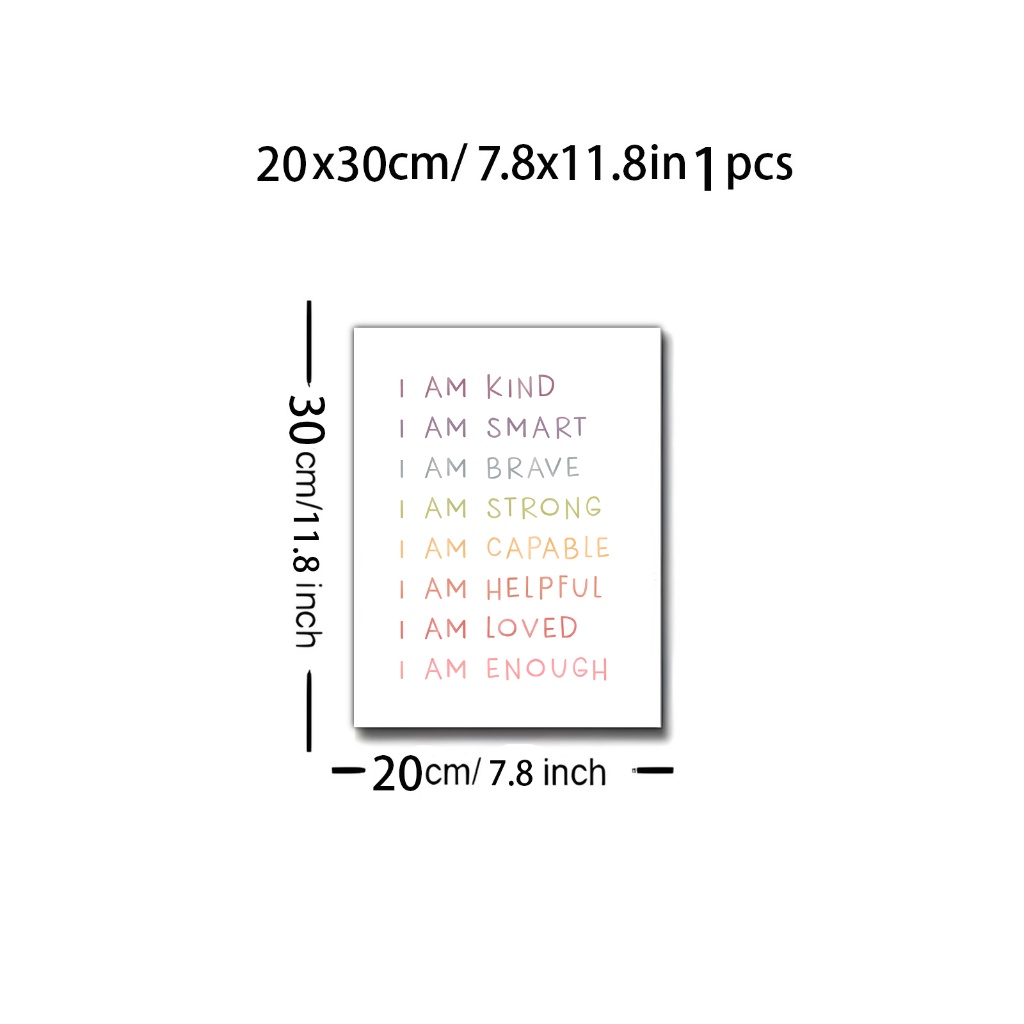 20x30cm/ 7.8x11.8in 1 pcs
30cm/11.8 inch
I AM KIND
I AM SMART
I AM BRAVE
I AM STRONG
I AM CAPABLE
I AM HELPFUL
I AM LOVED
I AM ENOUGH
20cm/ 7.8 inch